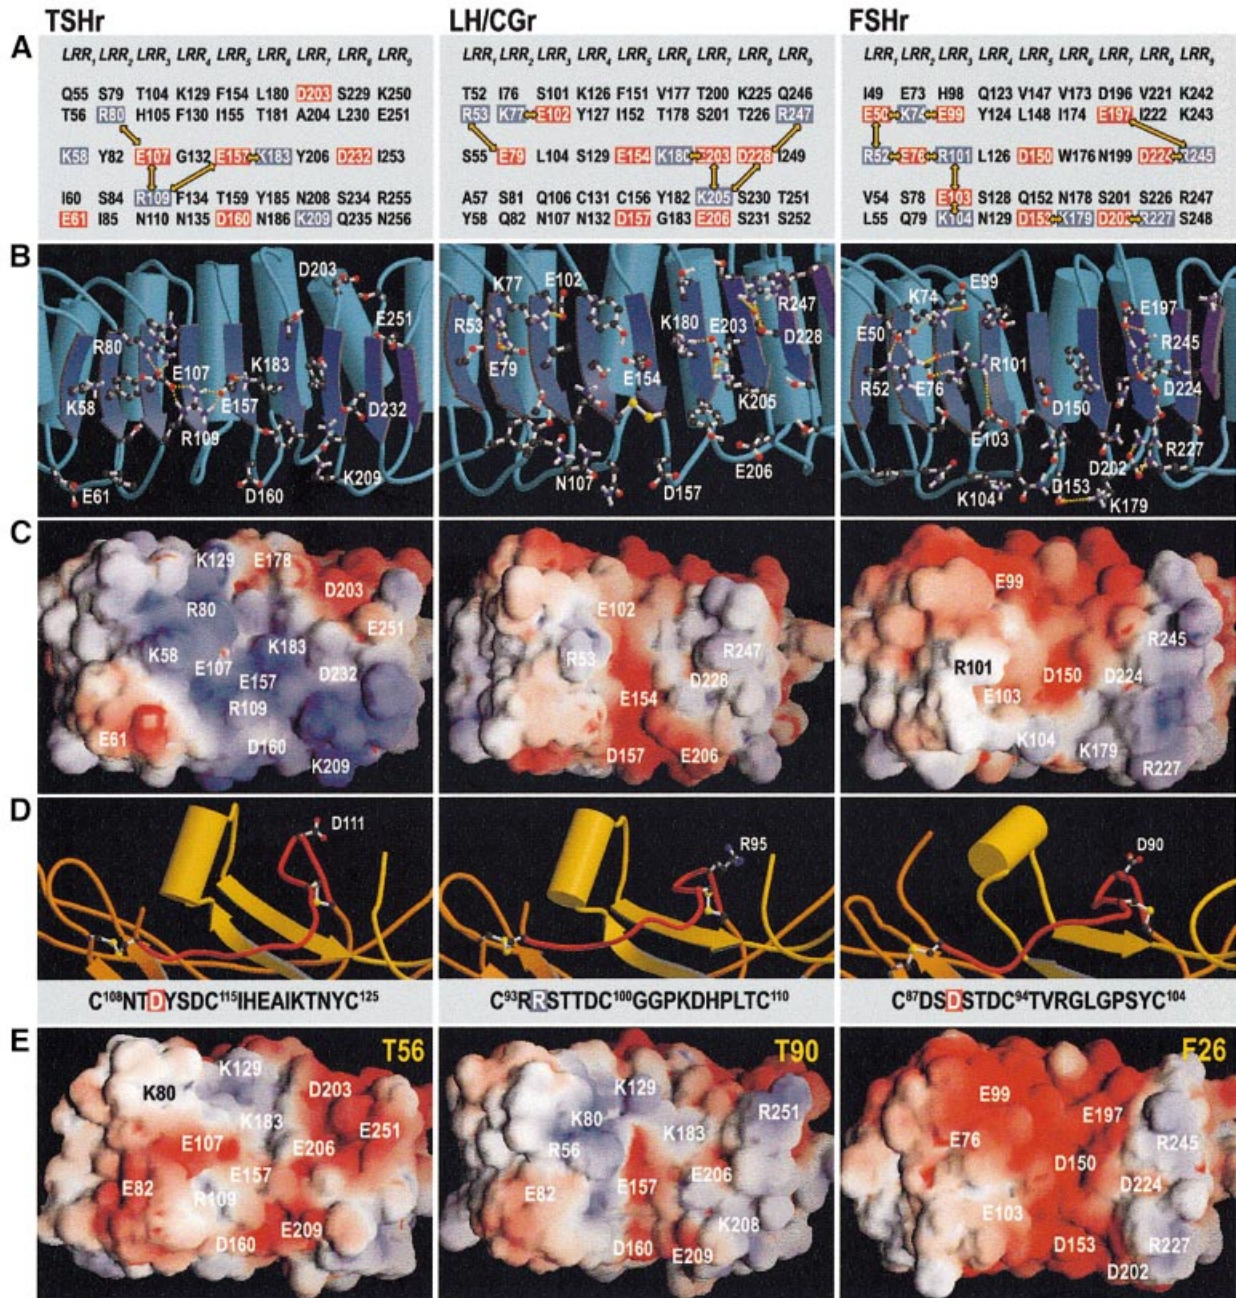 TSHr LH/CGr FSHr
A
LRR1 LRR2 LRR3 LRR4 LRR5 LRR6 LRR7 LRR8 LRR9
Q55 S79 T104 K129 F154 L180 D203 S229 K250
T56 R80 H105 F130 I155 T181 A204 L230 E251
K58 Y82 E107 G132 E157 K183 Y206 D232 I253
I60 S84 R109 F134 T159 Y185 N208 S234 R255
E61 I85 N110 N135 D160 N186 K209 Q235 N256
LRR1 LRR2 LRR3 LRR4 LRR5 LRR6 LRR7 LRR8 LRR9
T52 I76 S101 K126 F151 V177 T200 K225 Q246
R53 K77 E102 Y127 I152 T178 S201 T226 R247
S55 E79 L104 S129 E154 K180 E203 D228 I249
A57 S81 Q106 C131 C156 Y182 K205 S230 T251
Y58 Q82 N107 N132 D157 G183 E206 S231 S252
LRR1 LRR2 LRR3 LRR4 LRR5 LRR6 LRR7 LRR8 LRR9
I49 E73 H98 Q123 V147 V173 D196 V221 K242
E50 K74 E99 Y124 L148 I174 E197 I222 K243
R52 E76 R101 L126 D150 W176 N199 D224 R245
V54 S78 E103 S128 Q152 N178 S201 S226 R247
L55 Q79 K104 N129 D153 K179 D202 R227 S248
B
D203
E251
R80
E107
K183
K58
E157
D232
R109
K209
E61
D160
E102
K77
R247
R53
K180
E203
D228
E79
E154
K205
E206
N107
D157
E99
K74
E197
E50
R245
R101
R52
E76
D224
D150
E103
R227
D202
K104
D153
K179
C
K129
E178
D203
R80
E251
K183
K58
E107
D232
E157
R109
E61
D160
K209
E102
R53
R247
D228
E154
D157
E206
E99
R245
R101
D150
D224
E103
K104
K179
R227
D
D111
R95
D90
C108NTDYSDC115IHEAIKTNYC125
C93RRSTTDC100GGPKDHPLTC110
C87DSDSTDC94TVRGLGPSYC104
E
T56
K129
K80
D203
K183
E251
E107
E206
E157
E82
R109
E209
D160
T90
K129
K80
R251
K183
R56
E206
E82
E157
K208
D160
E209
F26
E99
E197
E76
R245
D150
D224
E103
D153
R227
D202